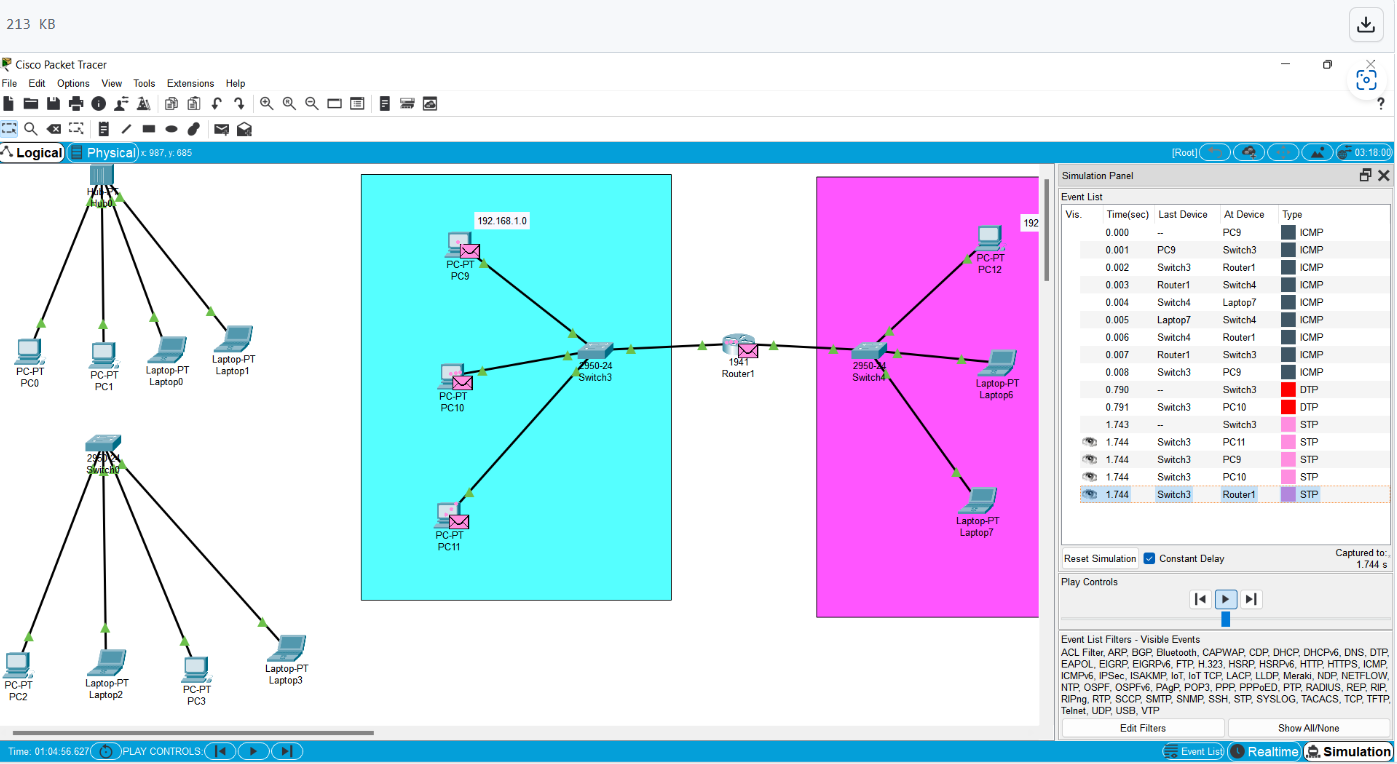 213 KB
Cisco Packet Tracer
File Edit Options View Tools Extensions Help
?
Logical Physical x: 987, y: 685 [Root] 03:18:00
Hub-PT
Hub0
PC-PT
PC0
PC-PT
PC1
Laptop-PT
Laptop0
Laptop-PT
Laptop1
2950-24
Switch0
PC-PT
PC2
Laptop-PT
Laptop2
PC-PT
PC3
Laptop-PT
Laptop3
192.168.1.0
PC-PT
PC9
PC-PT
PC10
PC-PT
PC11
2950-24
Switch3
1941
Router1
192
PC-PT
PC12
2950-24
Switch4
Laptop-PT
Laptop6
Laptop-PT
Laptop7
Simulation Panel
Event List
Vis. Time(sec) Last Device At Device Type
0.000 -- PC9 ICMP
0.001 PC9 Switch3 ICMP
0.002 Switch3 Router1 ICMP
0.003 Router1 Switch4 ICMP
0.004 Switch4 Laptop7 ICMP
0.005 Laptop7 Switch4 ICMP
0.006 Switch4 Router1 ICMP
0.007 Router1 Switch3 ICMP
0.008 Switch3 PC9 ICMP
0.790 -- Switch3 DTP
0.791 Switch3 PC10 DTP
1.743 -- Switch3 STP
1.744 Switch3 PC11 STP
1.744 Switch3 PC9 STP
1.744 Switch3 PC10 STP
1.744 Switch3 Router1 STP
Reset Simulation Constant Delay Captured to:
1.744 s
Play Controls
Event List Filters - Visible Events
ACL Filter, ARP, BGP, Bluetooth, CAPWAP, CDP, DHCP, DHCPv6, DNS, DTP,
EAPOL, EIGRP, EIGRPv6, FTP, H.323, HSRP, HSRPv6, HTTP, HTTPS, ICMP,
ICMPv6, IPSec, ISAKMP, IoT, IoT TCP, LACP, LLDP, Meraki, NDP, NETFLOW,
NTP, OSPF, OSPFv6, PAgP, POP3, PPP, PPPoED, PTP, RADIUS, REP, RIP,
RIPng, RTP, SCCP, SMTP, SNMP, SSH, STP, SYSLOG, TACACS, TCP, TFTP,
Telnet, UDP, USB, VTP
Edit Filters Show All/None
Time: 01:04:56.627 PLAY CONTROLS: Event List Realtime Simulation